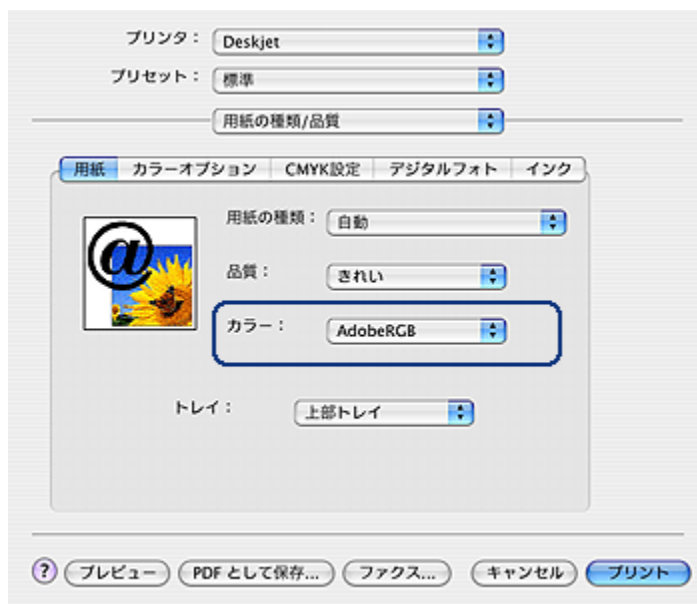 プリンタ： Deskjet
プリセット： 標準
用紙の種類/品質
用紙 カラーオプション CMYK設定 デジタルフォト インク
@
用紙の種類： 自動
品質： きれい
カラー： AdobeRGB
トレイ： 上部トレイ
? プレビュー PDF として保存... ファクス... キャンセル プリント